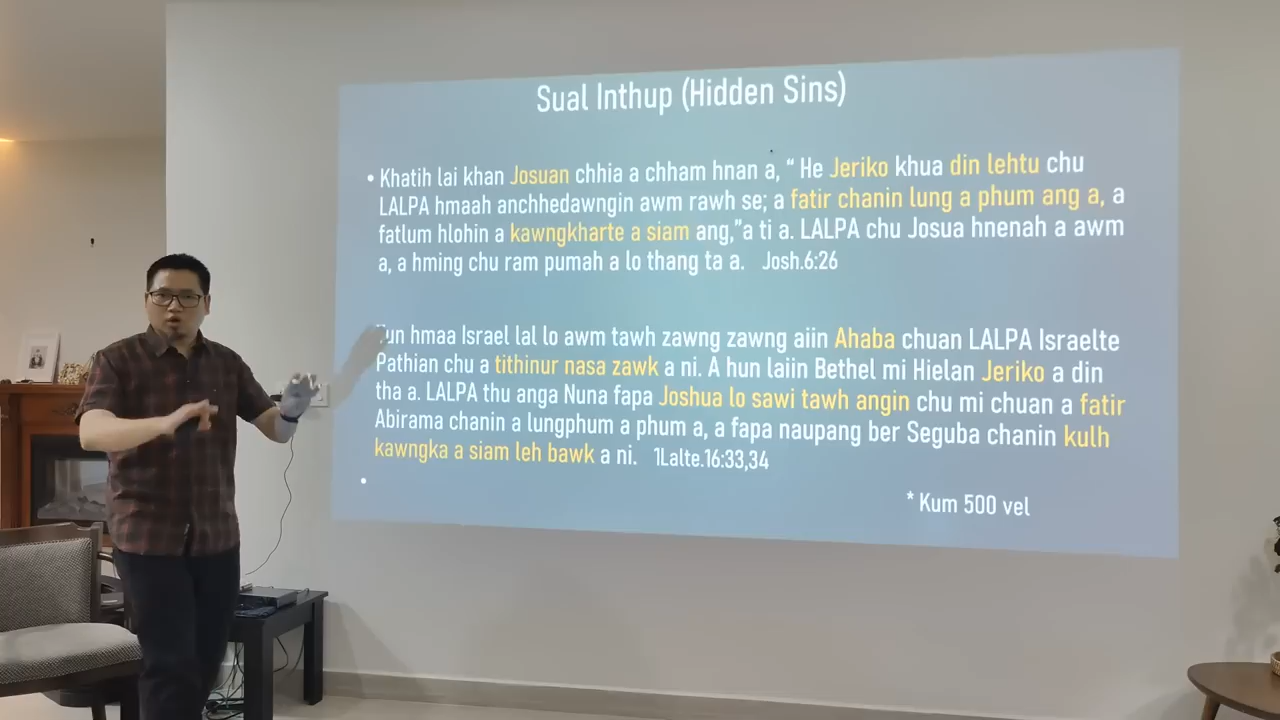 Sual Inthup (Hidden Sins)
• Khatih lai khan Josuan chhia a chham hnan a, “ He Jeriko khua din lehtu chu
LALPA hmaah anchhedawngin awm rawh se; a fatir chanin lung a phum ang a, a
fatlum hlohin a kawngkharte a siam ang,”a ti a. LALPA chu Josua hnenah a awm
a, a hming chu ram pumah a lo thang ta a. Josh.6:26
hmaa Israel lal lo awm tawh zawng zawng aiin Ahaba chuan LALPA Israelte
Pathian chu a tithinur nasa zawk a ni. A hun laiin Bethel mi Hielan Jeriko a din
tha a. LALPA thu anga Nuna fapa Joshua lo sawi tawh angin chu mi chuan a fatir
Abirama chanin a lungphum a phum a, a fapa naupang ber Seguba chanin kulh
kawngka a siam leh bawk a ni. 1Lalte.16:33,34
•
* Kum 500 vel